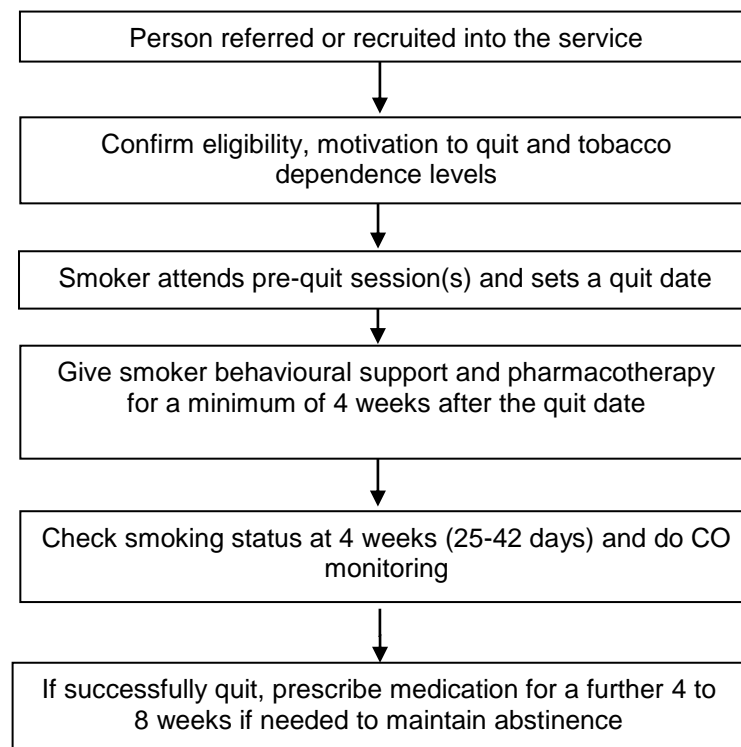 Person referred or recruited into the service
Confirm eligibility, motivation to quit and tobacco
dependence levels
Smoker attends pre-quit session(s) and sets a quit date
Give smoker behavioural support and pharmacotherapy
for a minimum of 4 weeks after the quit date
Check smoking status at 4 weeks (25-42 days) and do CO
monitoring
If successfully quit, prescribe medication for a further 4 to
8 weeks if needed to maintain abstinence